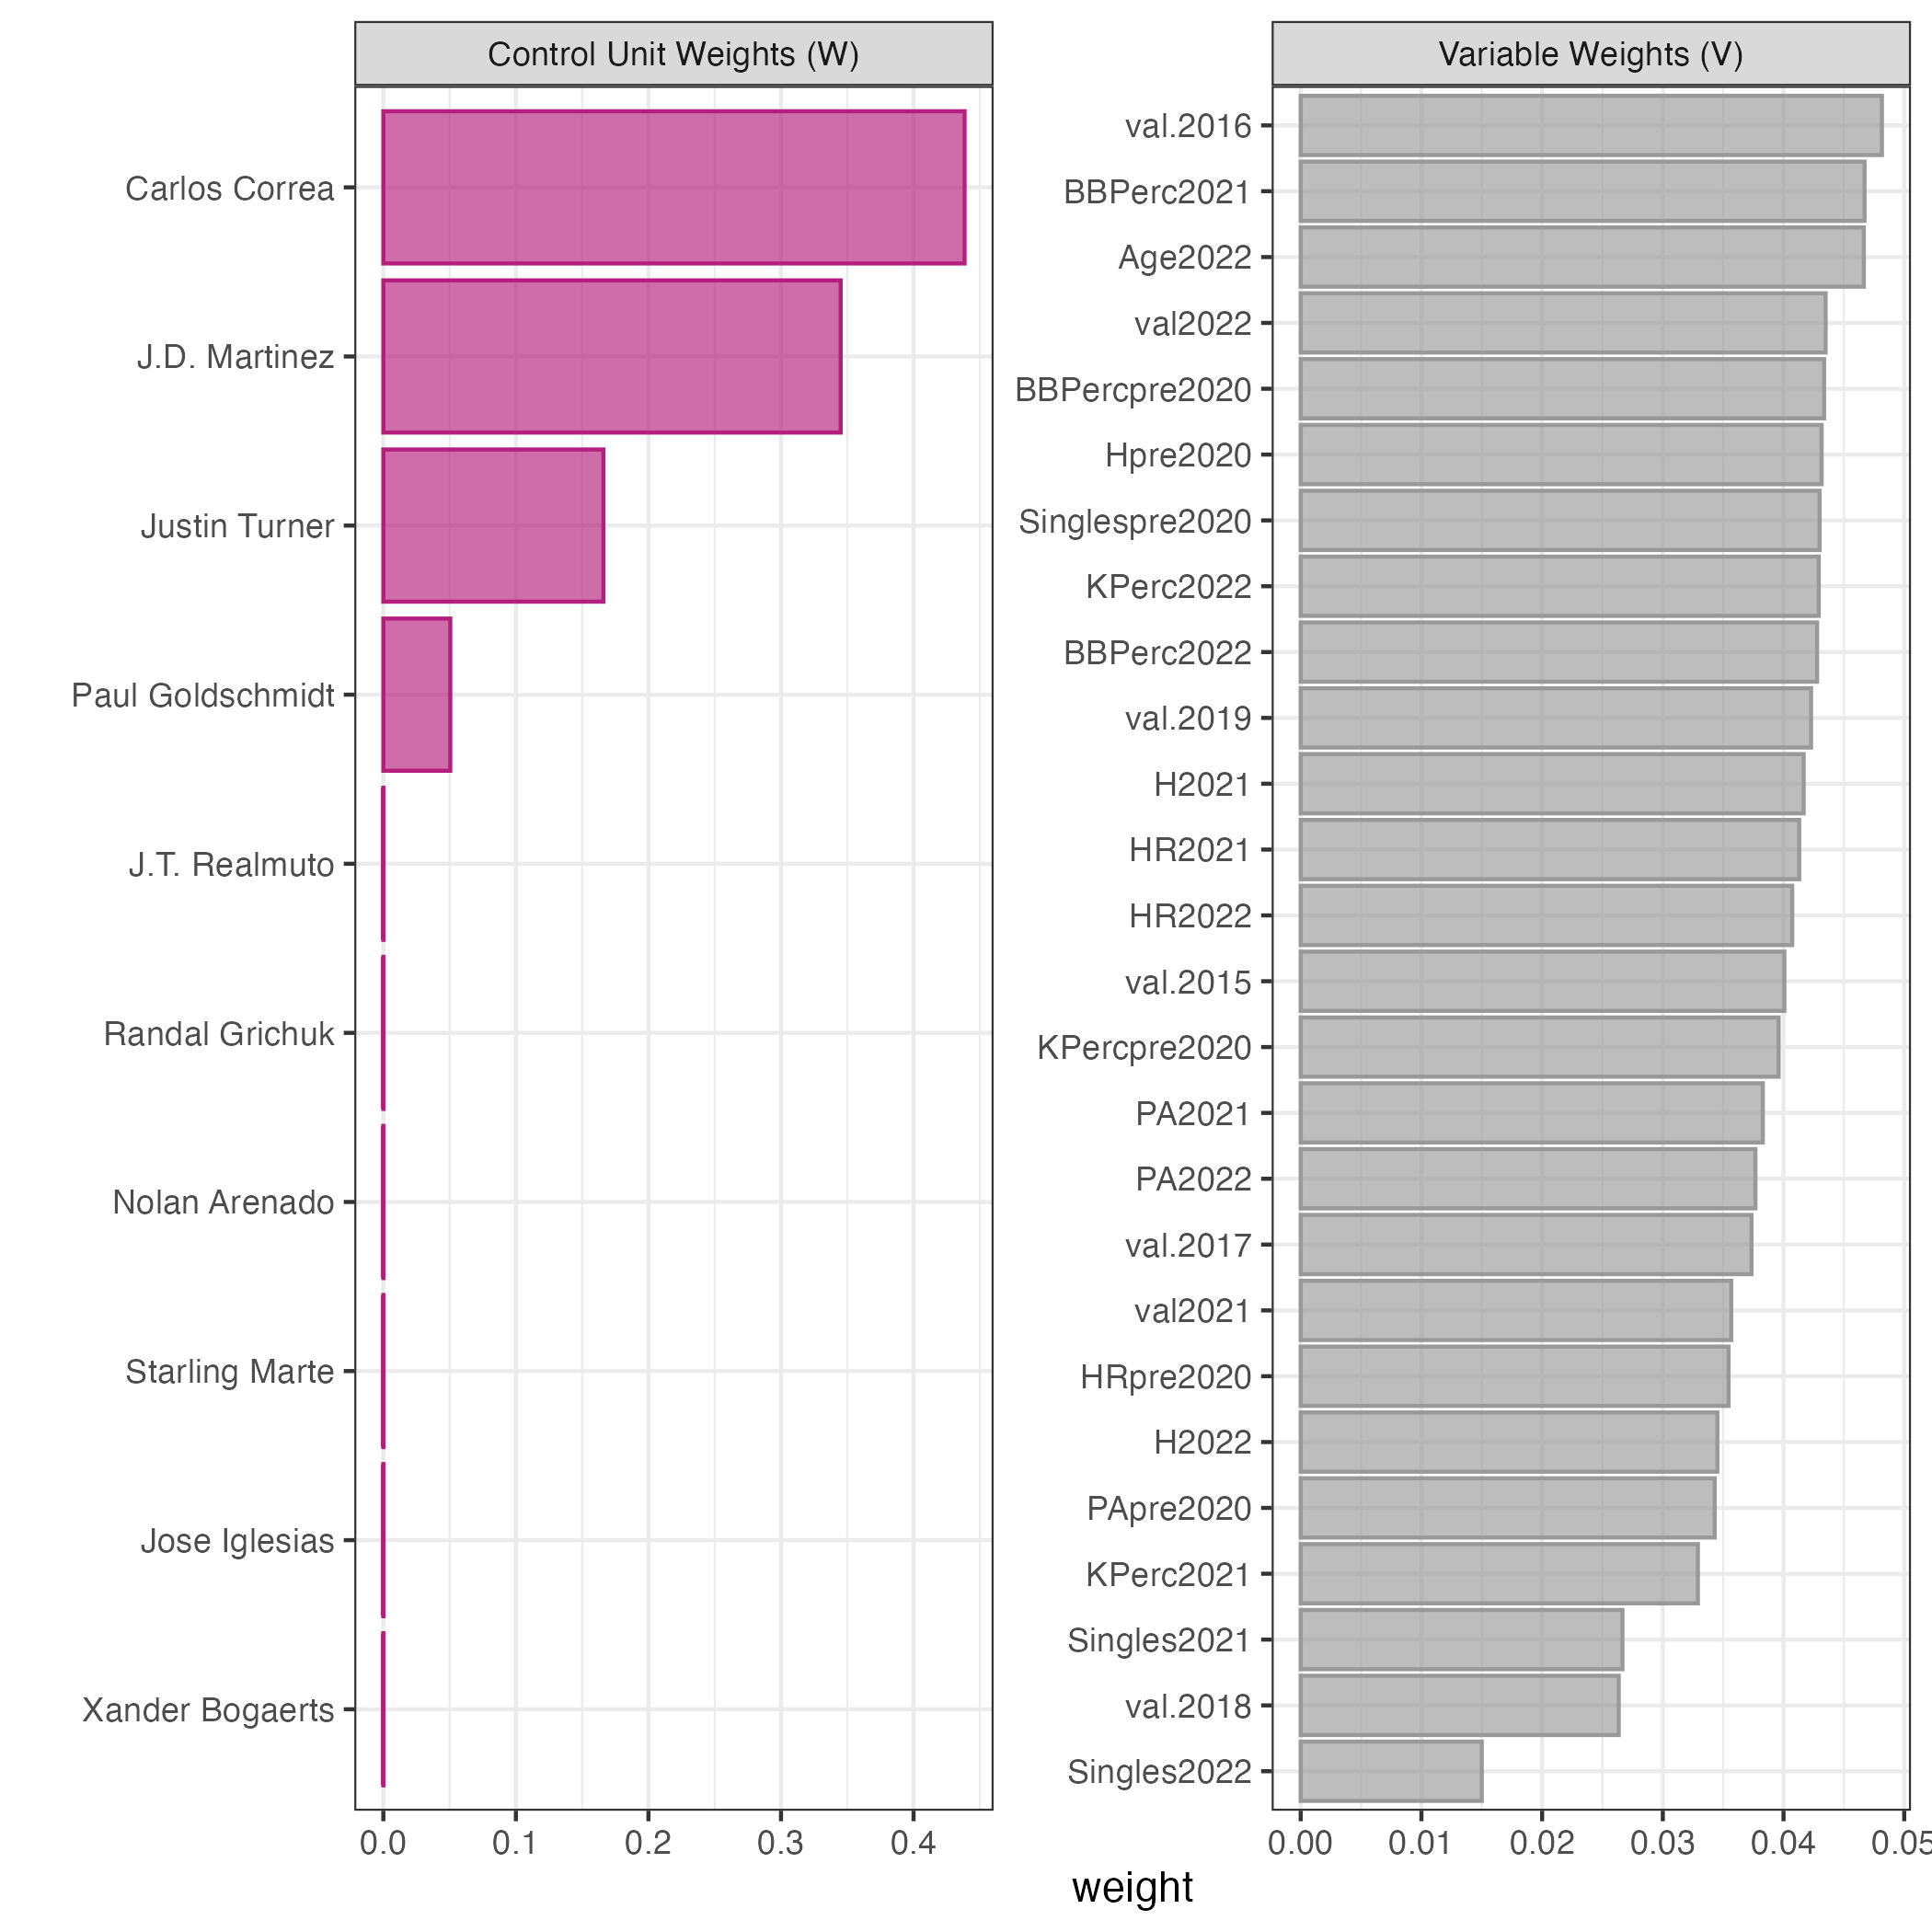 Control Unit Weights (W)
Carlos Correa
J.D. Martinez
Justin Turner
Paul Goldschmidt
J.T. Realmuto
Randal Grichuk
Nolan Arenado
Starling Marte
Jose Iglesias
Xander Bogaerts
0.0 0.1 0.2 0.3 0.4
Variable Weights (V)
val.2016
BBPerc2021
Age2022
val2022
BBPercpre2020
Hpre2020
Singlespre2020
KPerc2022
BBPerc2022
val.2019
H2021
HR2021
HR2022
val.2015
KPercpre2020
PA2021
PA2022
val.2017
val2021
HRpre2020
H2022
PApre2020
KPerc2021
Singles2021
val.2018
Singles2022
0.00 0.01 0.02 0.03 0.04 0.05
weight